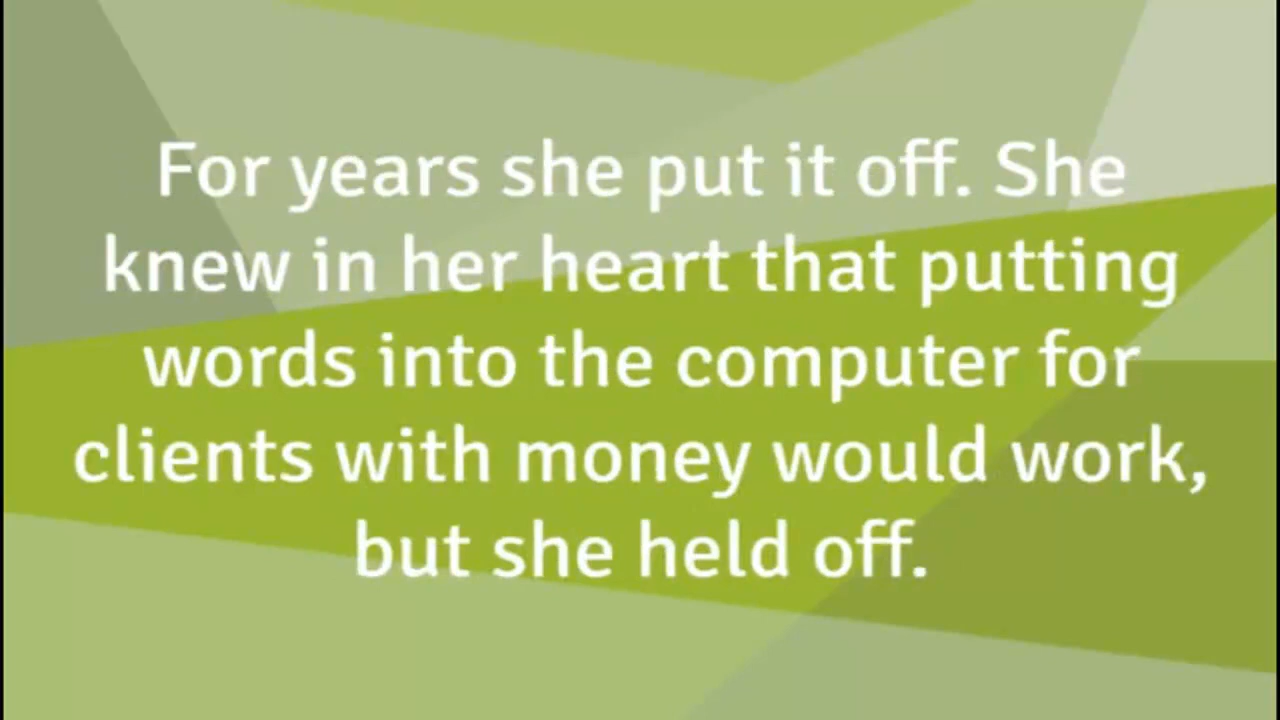 For years she put it off. She
knew in her heart that putting
words into the computer for
clients with money would work,
but she held off.